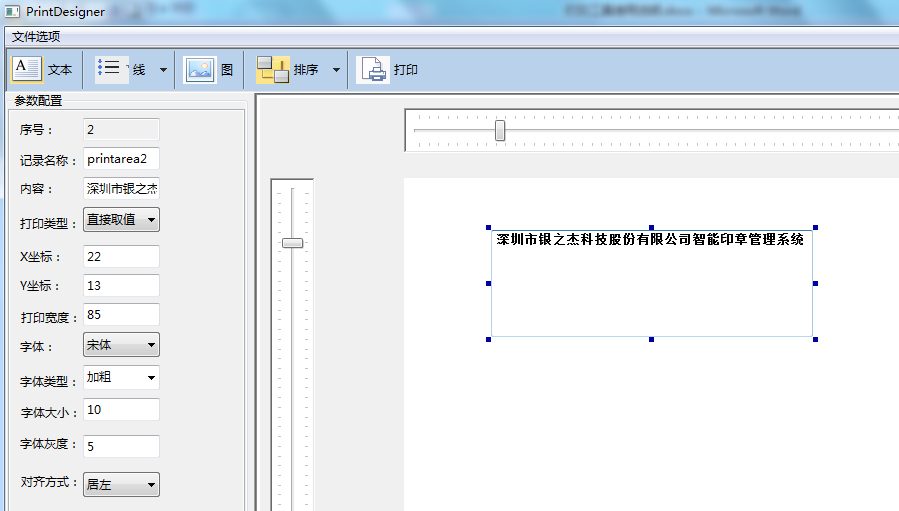 PrintDesigner
文件选项
A 文本 线 图 排序 打印
参数配置
序号： 2
记录名称： printarea2
内容： 深圳市银之杰
打印类型： 直接取值
X坐标： 22
Y坐标： 13
打印宽度： 85
字体： 宋体
字体类型： 加粗
字体大小： 10
字体灰度： 5
对齐方式： 居左
深圳市银之杰科技股份有限公司智能印章管理系统